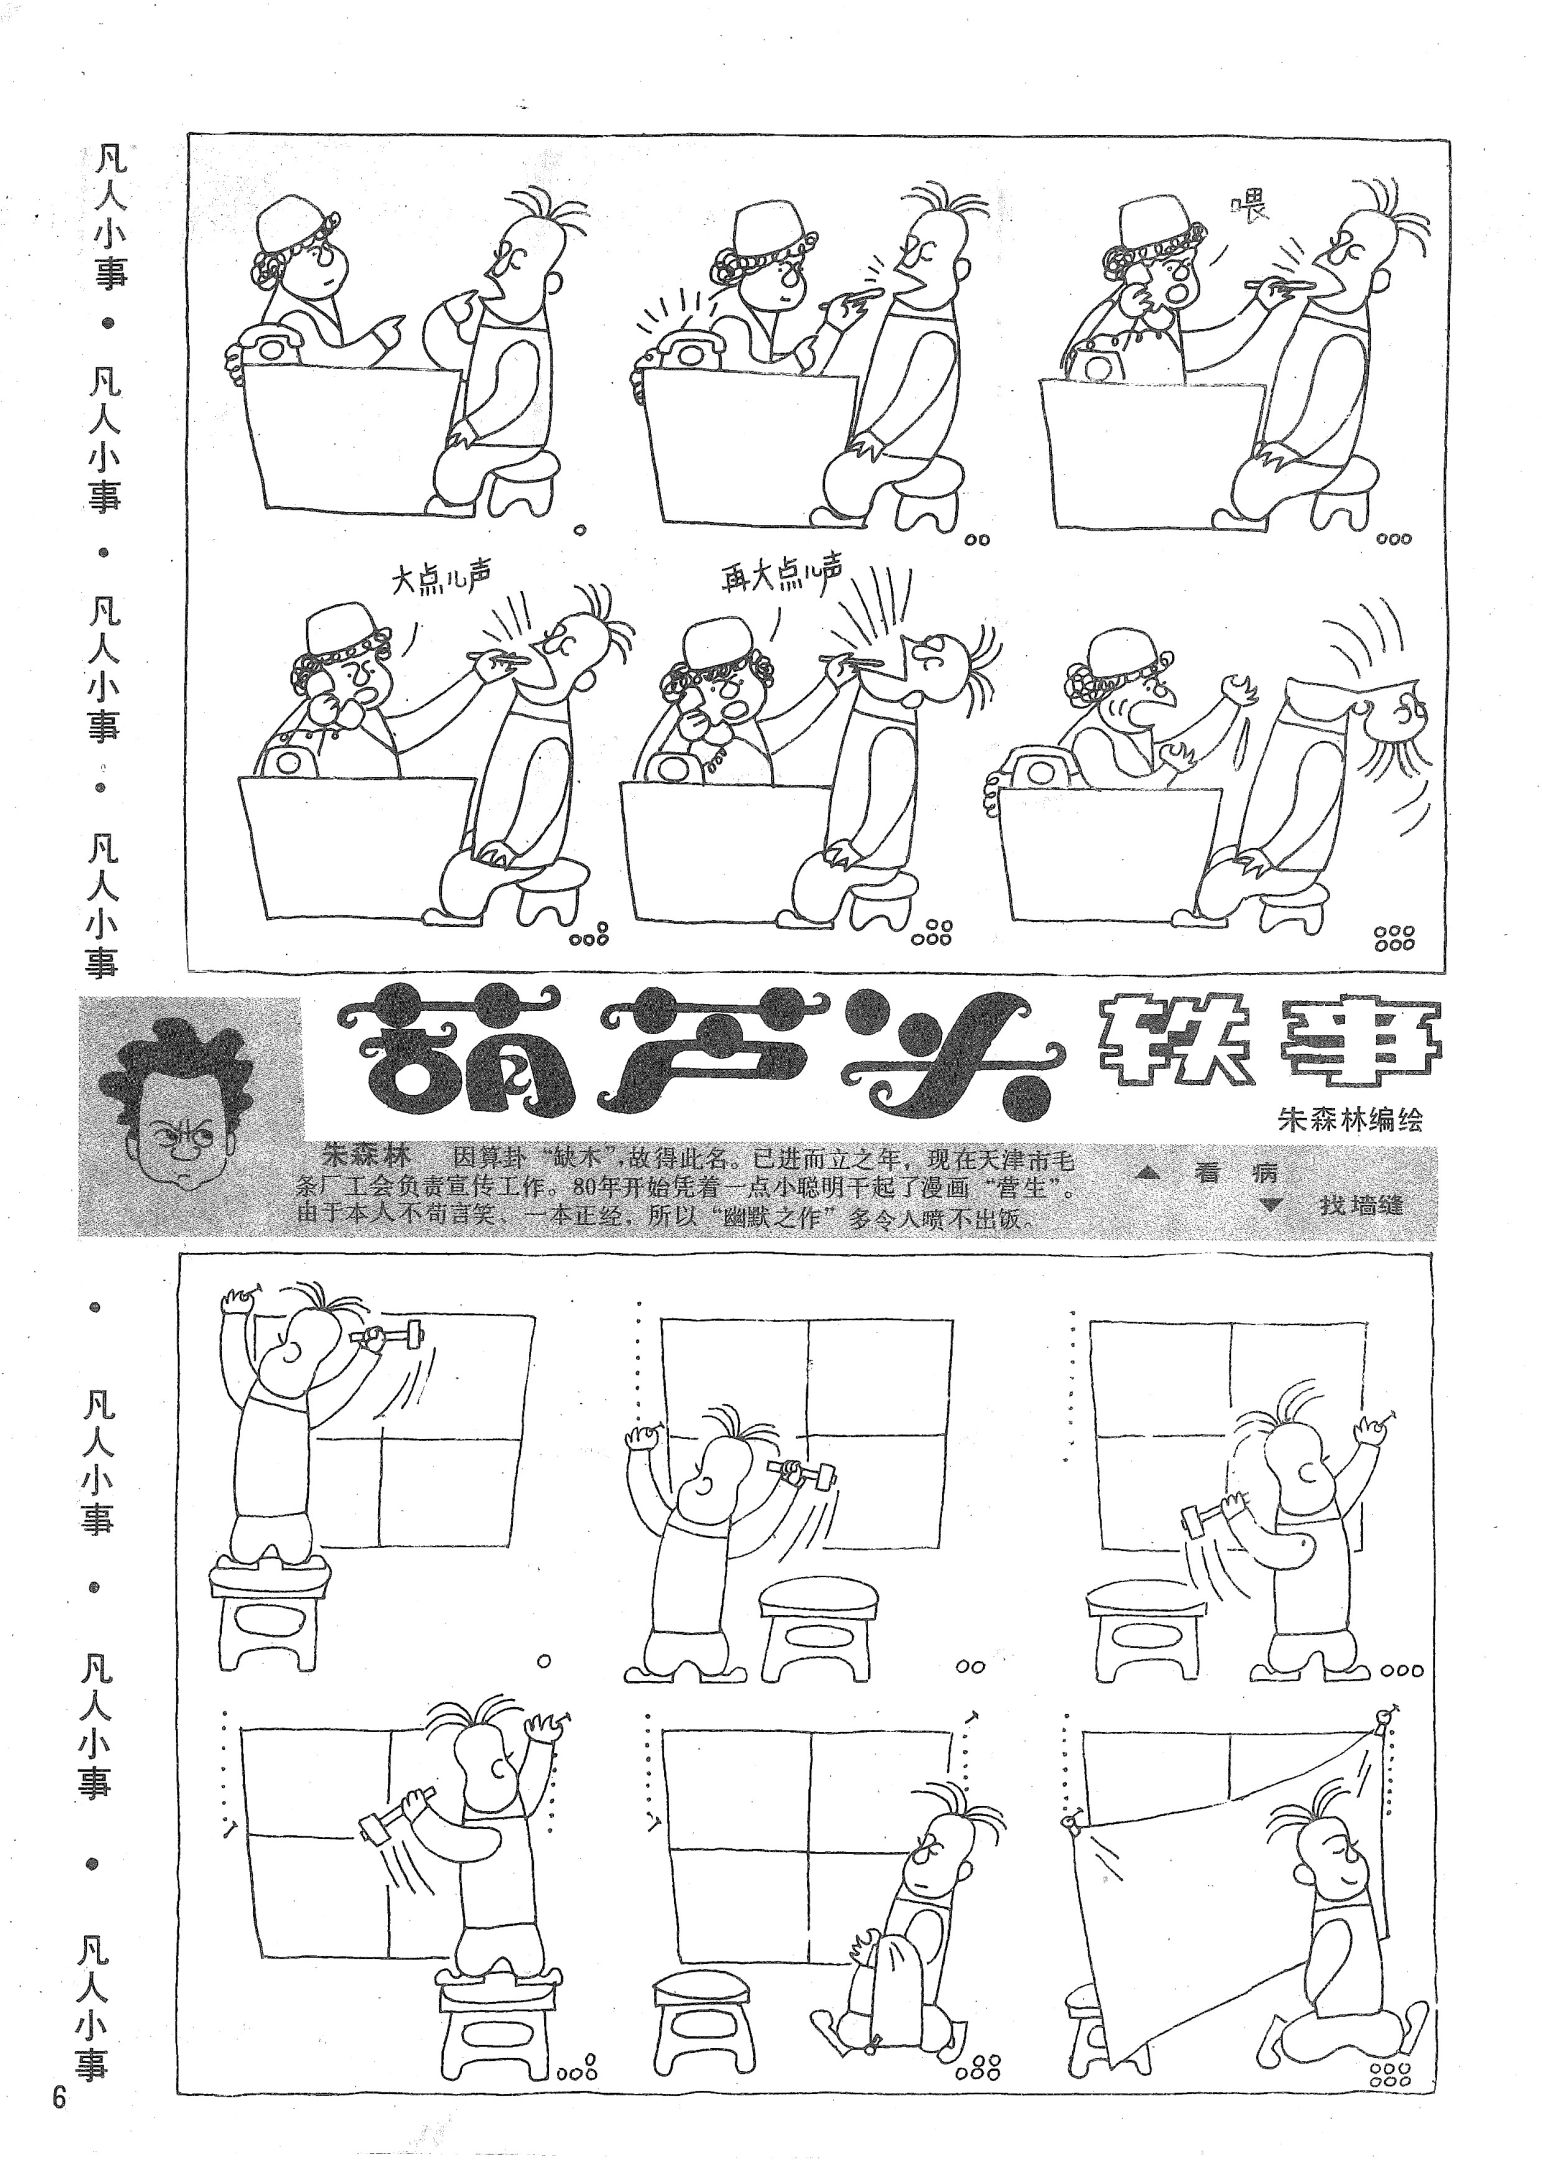 凡人小事・凡人小事・凡人小事・凡人小事
喂
大点儿声
再大点儿声
葫芦头轶事
朱森林编绘
朱森林 因算卦“缺木”,故得此名。已进而立之年，现在天津市毛
条厂工会负责宣传工作。80年开始凭着一点小聪明干起了漫画“营生”。
由于本人不苟言笑、一本正经，所以“幽默之作”多令人喷不出饭。
▲ 看 病
▼ 找墙缝
・凡人小事・凡人小事・凡人小事
6